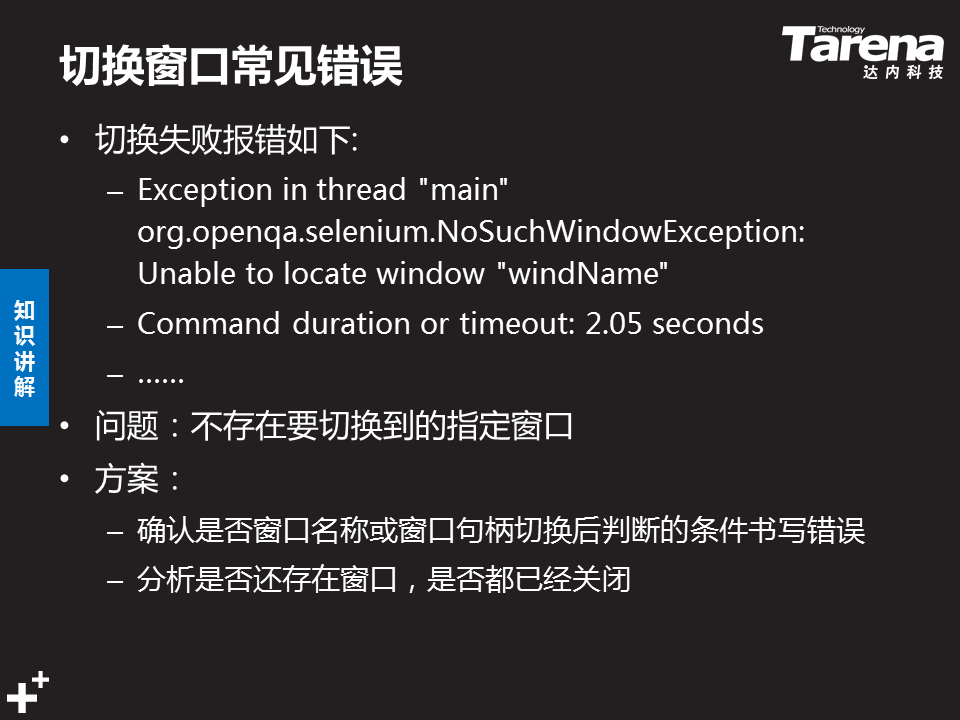 切换窗口常见错误
Technology
Tarena
达内科技
• 切换失败报错如下:
– Exception in thread "main"
org.openqa.selenium.NoSuchWindowException:
Unable to locate window "windName"
– Command duration or timeout: 2.05 seconds
– ……
知识讲解
• 问题：不存在要切换到的指定窗口
• 方案：
– 确认是否窗口名称或窗口句柄切换后判断的条件书写错误
– 分析是否还存在窗口，是否都已经关闭